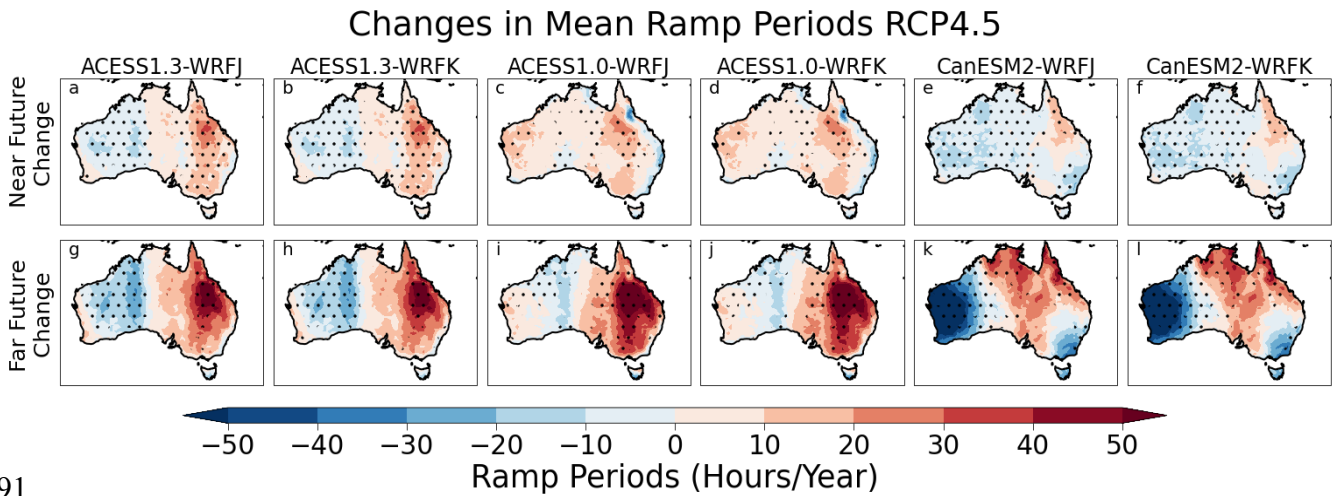 Changes in Mean Ramp Periods RCP4.5
ACESS1.3-WRFJ ACESS1.3-WRFK ACESS1.0-WRFJ ACESS1.0-WRFK CanESM2-WRFJ CanESM2-WRFK
Near Future
Change
a b c d e f
Far Future
Change
g h i j k l
−50 −40 −30 −20 −10 0 10 20 30 40 50
Ramp Periods (Hours/Year)
91